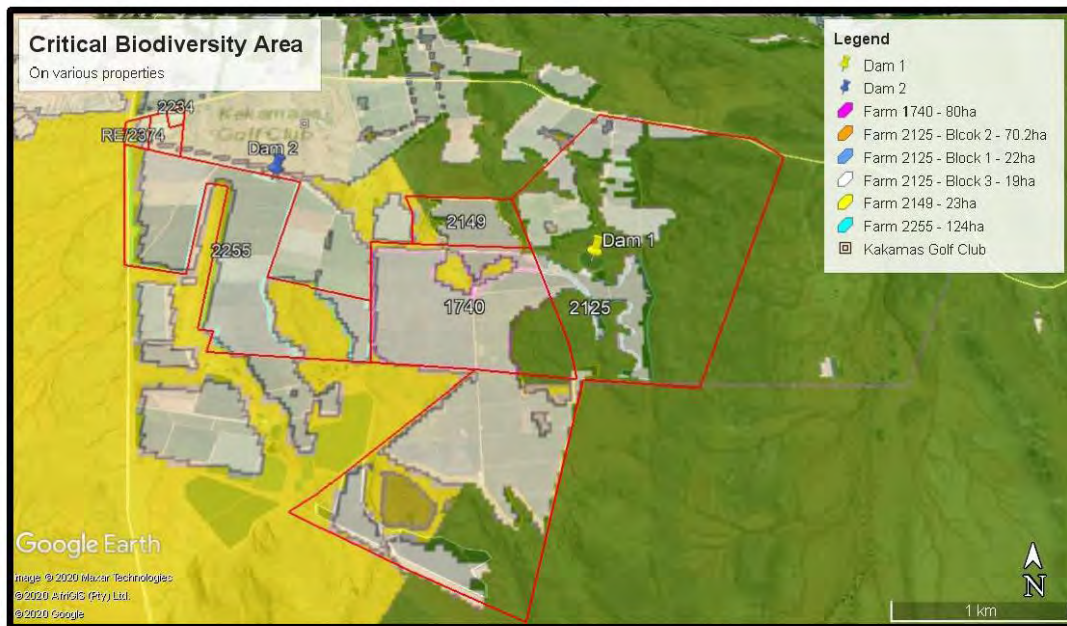 Critical Biodiversity Area
On various properties
Legend
Dam 1
Dam 2
Farm 1740 - 80ha
Farm 2125 - Blcok 2 - 70.2ha
Farm 2125 - Block 1 - 22ha
Farm 2125 - Block 3 - 19ha
Farm 2149 - 23ha
Farm 2255 - 124ha
Kakamas Golf Club
2234
RE 2374
Kakamas
Golf Club
Dam 2
2149
Dam 1
2255
1740
2125
Google Earth
Image © 2020 Maxar Technologies
© 2020 AfriGIS (Pty) Ltd.
© 2020 Google
N
1 km